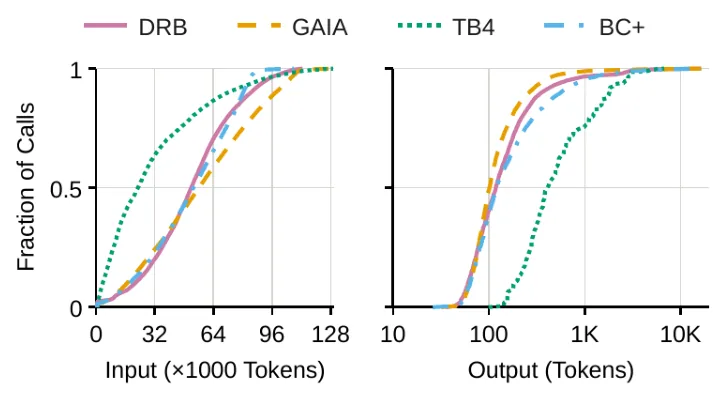 DRB GAIA TB4 BC+
Fraction of Calls
1
0.5
0
0 32 64 96 128
Input (×1000 Tokens)
10 100 1K 10K
Output (Tokens)